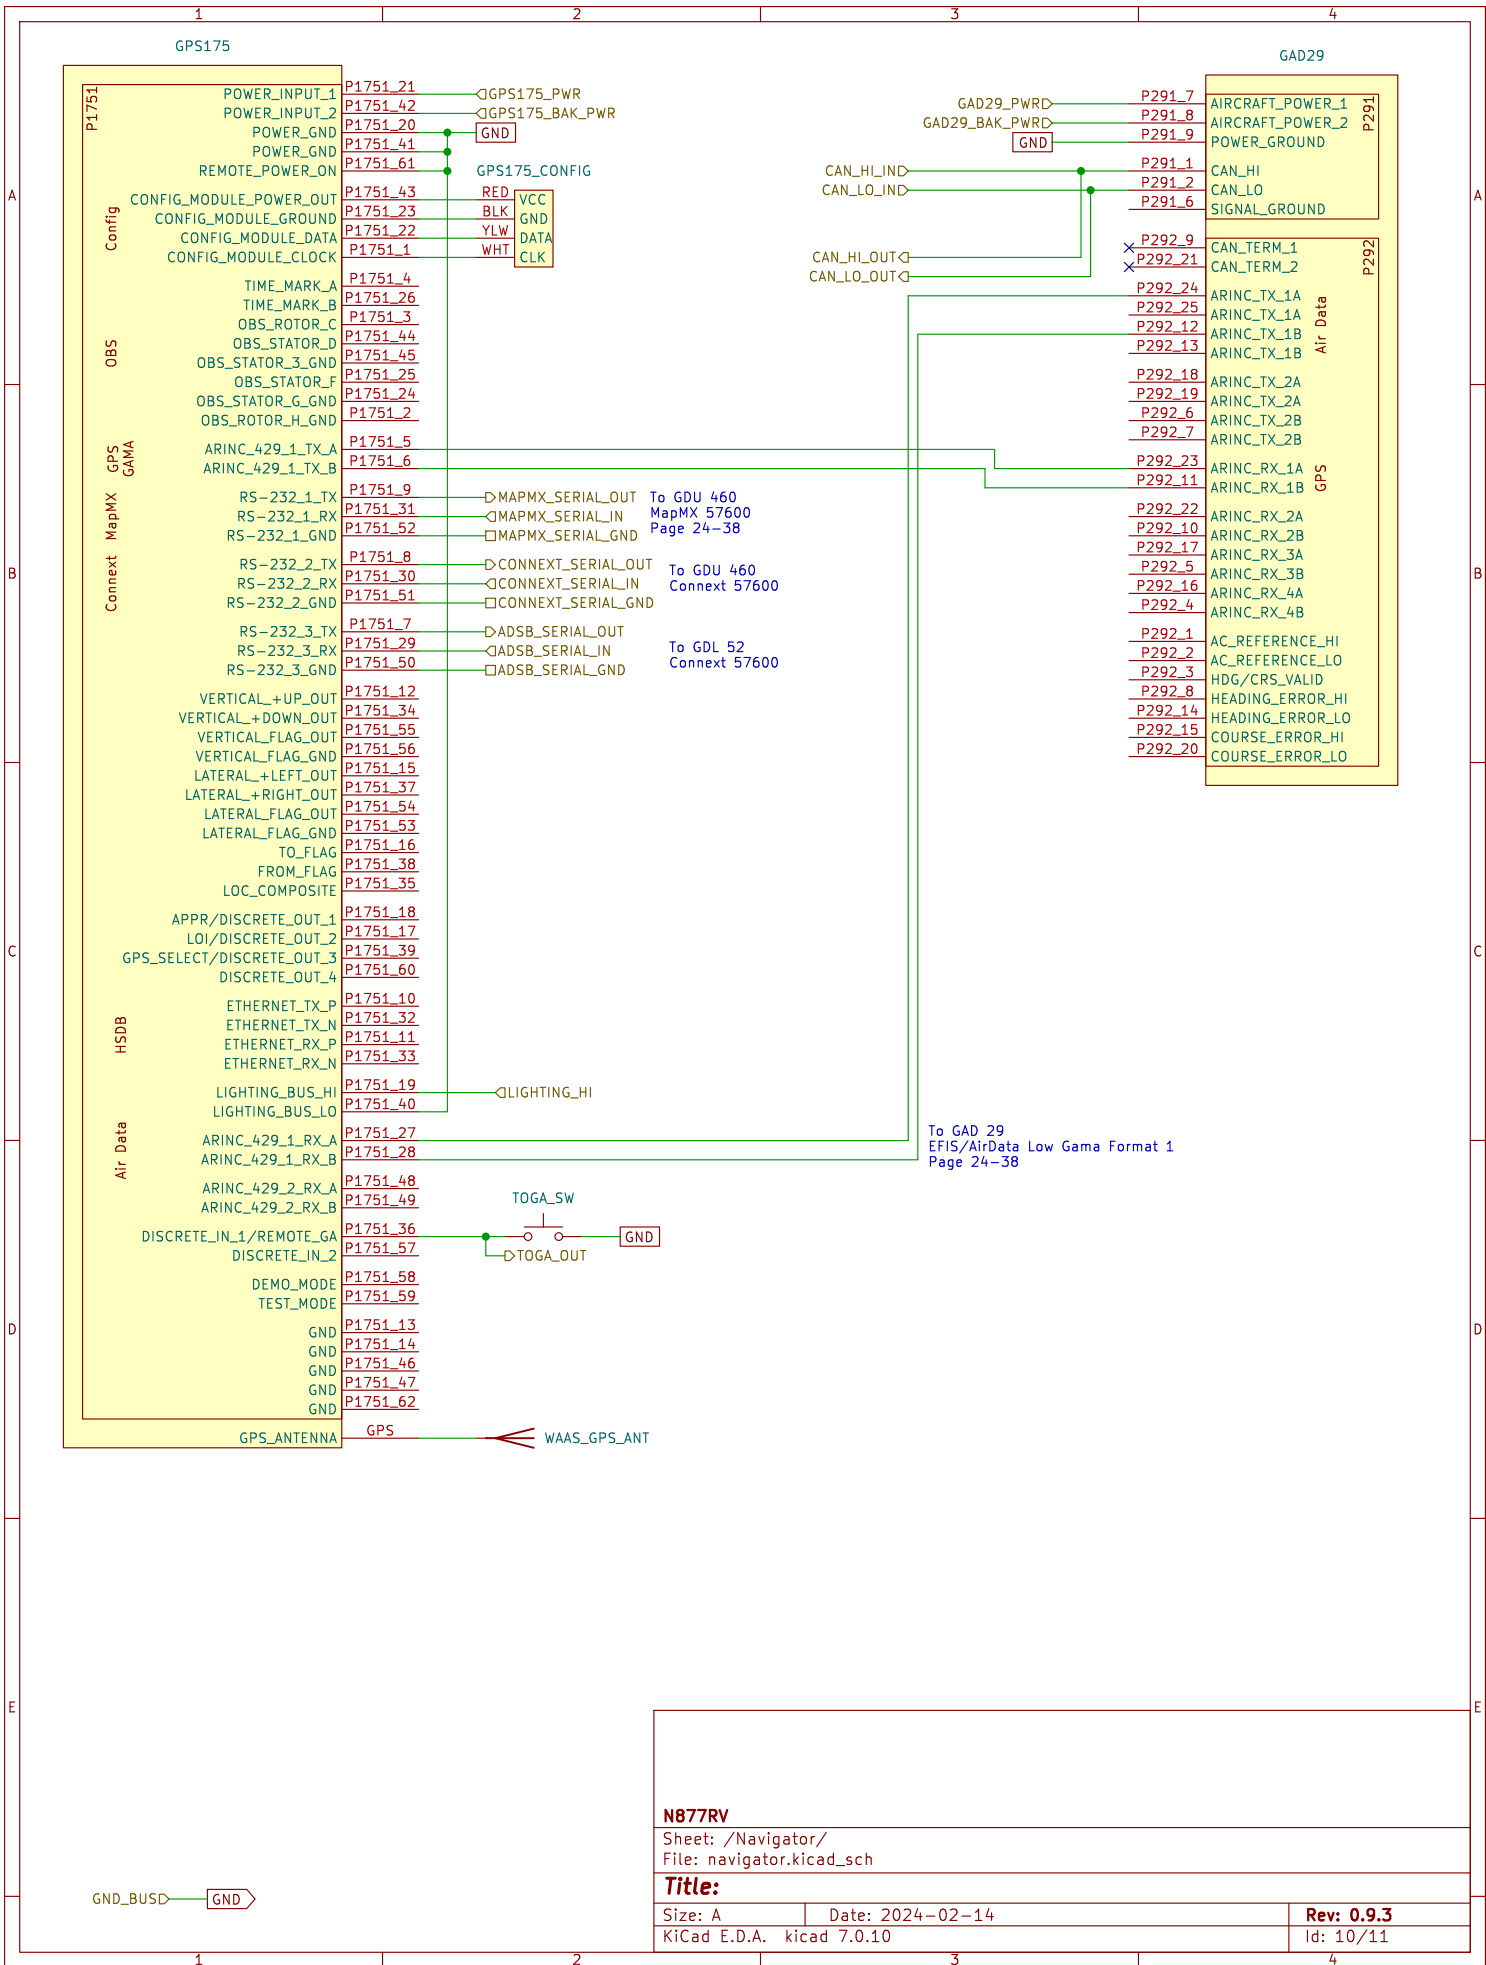 1 2 3 4
GPS175
P1751
POWER_INPUT_1 P1751_21 GPS175_PWR
POWER_INPUT_2 P1751_42 GPS175_BAK_PWR
POWER_GND P1751_20 GND
POWER_GND P1751_41
REMOTE_POWER_ON P1751_61
GPS175_CONFIG
A
Config
CONFIG_MODULE_POWER_OUT P1751_43 RED VCC
CONFIG_MODULE_GROUND P1751_23 BLK GND
CONFIG_MODULE_DATA P1751_22 YLW DATA
CONFIG_MODULE_CLOCK P1751_1 WHT CLK
TIME_MARK_A P1751_4
TIME_MARK_B P1751_26
OBS
OBS_ROTOR_C P1751_3
OBS_STATOR_D P1751_44
OBS_STATOR_3_GND P1751_45
OBS_STATOR_F P1751_25
OBS_STATOR_G_GND P1751_24
OBS_ROTOR_H_GND P1751_2
GPS
GAMA
ARINC_429_1_TX_A P1751_5
ARINC_429_1_TX_B P1751_6
MapMX
RS-232_1_TX P1751_9 MAPMX_SERIAL_OUT
RS-232_1_RX P1751_31 MAPMX_SERIAL_IN
RS-232_1_GND P1751_52 MAPMX_SERIAL_GND
To GDU 460
MapMX 57600
Page 24-38
B
Connext
RS-232_2_TX P1751_8 CONNEXT_SERIAL_OUT
RS-232_2_RX P1751_30 CONNEXT_SERIAL_IN
RS-232_2_GND P1751_51 CONNEXT_SERIAL_GND
To GDU 460
Connext 57600
RS-232_3_TX P1751_7 ADSB_SERIAL_OUT
RS-232_3_RX P1751_29 ADSB_SERIAL_IN
RS-232_3_GND P1751_50 ADSB_SERIAL_GND
To GDL 52
Connext 57600
VERTICAL_+UP_OUT P1751_12
VERTICAL_+DOWN_OUT P1751_34
VERTICAL_FLAG_OUT P1751_55
VERTICAL_FLAG_GND P1751_56
LATERAL_+LEFT_OUT P1751_15
LATERAL_+RIGHT_OUT P1751_37
LATERAL_FLAG_OUT P1751_54
LATERAL_FLAG_GND P1751_53
TO_FLAG P1751_16
FROM_FLAG P1751_38
LOC_COMPOSITE P1751_35
APPR/DISCRETE_OUT_1 P1751_18
LOI/DISCRETE_OUT_2 P1751_17
C
GPS_SELECT/DISCRETE_OUT_3 P1751_39
DISCRETE_OUT_4 P1751_60
HSDB
ETHERNET_TX_P P1751_10
ETHERNET_TX_N P1751_32
ETHERNET_RX_P P1751_11
ETHERNET_RX_N P1751_33
LIGHTING_BUS_HI P1751_19 LIGHTING_HI
LIGHTING_BUS_LO P1751_40
Air Data
ARINC_429_1_RX_A P1751_27
ARINC_429_1_RX_B P1751_28
To GAD 29
EFIS/AirData Low Gama Format 1
Page 24-38
ARINC_429_2_RX_A P1751_48
ARINC_429_2_RX_B P1751_49
TOGA_SW
DISCRETE_IN_1/REMOTE_GA P1751_36 GND
DISCRETE_IN_2 P1751_57 TOGA_OUT
DEMO_MODE P1751_58
TEST_MODE P1751_59
D
GND P1751_13
GND P1751_14
GND P1751_46
GND P1751_47
GND P1751_62
GPS_ANTENNA GPS WAAS_GPS_ANT
GAD29
P291
GAD29_PWR P291_7 AIRCRAFT_POWER_1
GAD29_BAK_PWR P291_8 AIRCRAFT_POWER_2
GND P291_9 POWER_GROUND
CAN_HI_IN P291_1 CAN_HI
CAN_LO_IN P291_2 CAN_LO
P291_6 SIGNAL_GROUND
A
P292
P292_9 CAN_TERM_1
CAN_HI_OUT
P292_21 CAN_TERM_2
CAN_LO_OUT
Air Data
P292_24 ARINC_TX_1A
P292_25 ARINC_TX_1A
P292_12 ARINC_TX_1B
P292_13 ARINC_TX_1B
P292_18 ARINC_TX_2A
P292_19 ARINC_TX_2A
P292_6 ARINC_TX_2B
P292_7 ARINC_TX_2B
GPS
P292_23 ARINC_RX_1A
P292_11 ARINC_RX_1B
P292_22 ARINC_RX_2A
P292_10 ARINC_RX_2B
P292_17 ARINC_RX_3A
P292_5 ARINC_RX_3B
B
P292_16 ARINC_RX_4A
P292_4 ARINC_RX_4B
P292_1 AC_REFERENCE_HI
P292_2 AC_REFERENCE_LO
P292_3 HDG/CRS_VALID
P292_8 HEADING_ERROR_HI
P292_14 HEADING_ERROR_LO
P292_15 COURSE_ERROR_HI
P292_20 COURSE_ERROR_LO
C
D
E E
N877RV
Sheet: /Navigator/
File: navigator.kicad_sch
Title:
Size: A Date: 2024-02-14 Rev: 0.9.3
KiCad E.D.A. kicad 7.0.10 Id: 10/11
GND_BUS GND
1 2 3 4